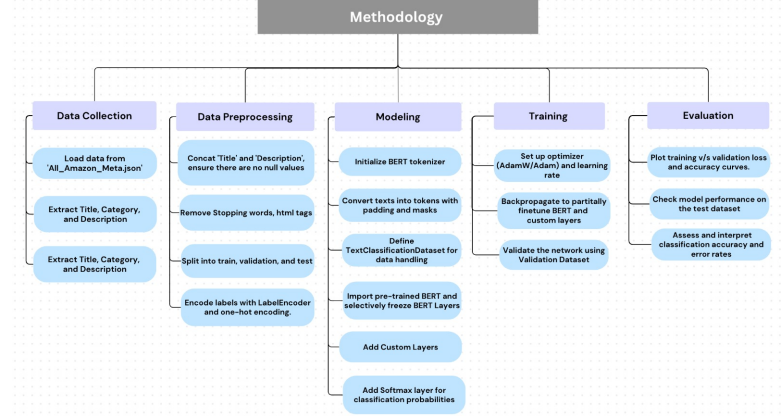 Methodology
Data Collection
Load data from
'All_Amazon_Meta.json'
Extract Title, Category,
and Description
Extract Title, Category,
and Description
Data Preprocessing
Concat 'Title' and 'Description',
ensure there are no null values
Remove Stopping words, html tags
Split into train, validation, and test
Encode labels with LabelEncoder
and one-hot encoding.
Modeling
Initialize BERT tokenizer
Convert texts into tokens with
padding and masks
Define
TextClassificationDataset for
data handling
Import pre-trained BERT and
selectively freeze BERT Layers
Add Custom Layers
Add Softmax layer for
classification probabilities
Training
Set up optimizer
(AdamW/Adam) and learning
rate
Backpropagate to partitally
finetune BERT and
custom layers
Validate the network using
Validation Dataset
Evaluation
Plot training v/s validation loss
and accuracy curves.
Check model performance on
the test dataset
Assess and interpret
classification accuracy and
error rates